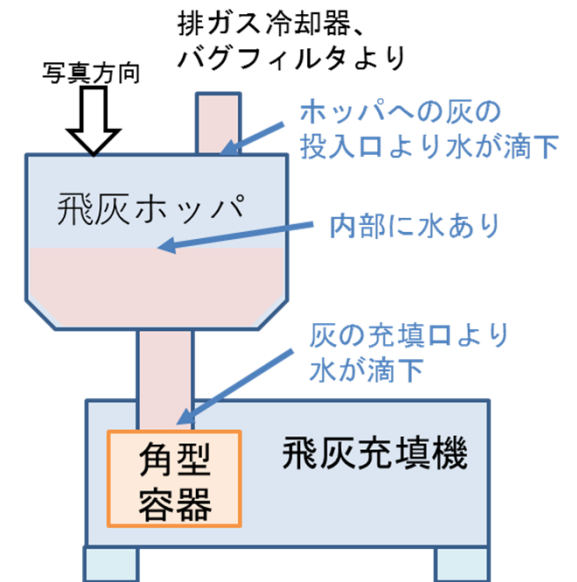 排ガス冷却器、
バグフィルタより
写真方向
ホッパへの灰の
投入口より水が滴下
飛灰ホッパ
内部に水あり
灰の充填口より
水が滴下
飛灰充填機
角型
容器